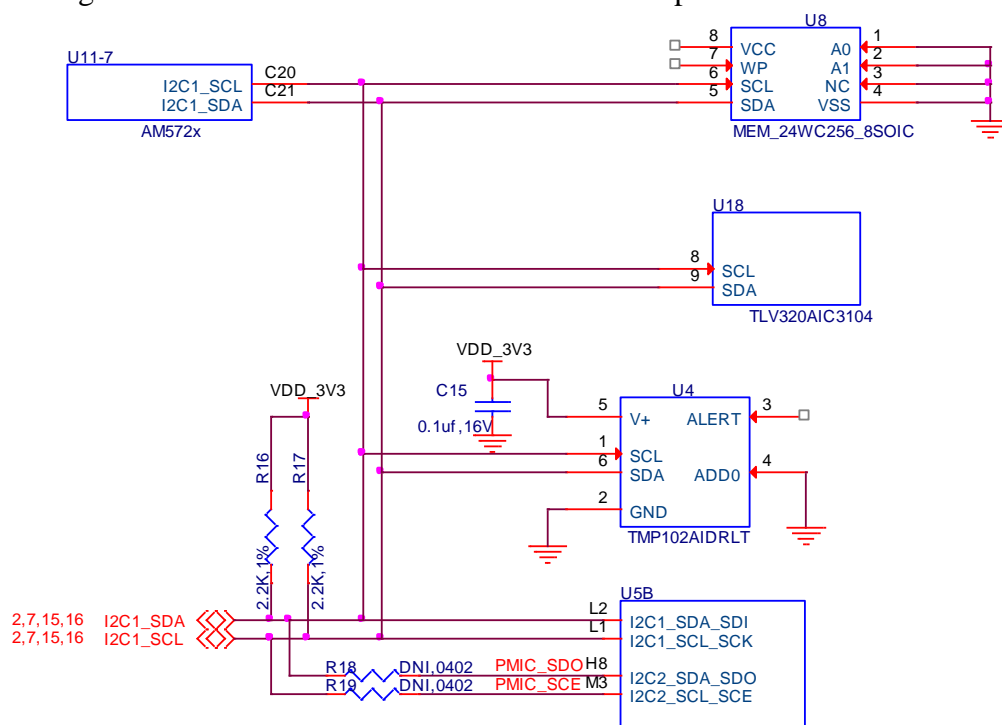 U8
8 VCC A0 1
7 WP A1 2
6 SCL NC 3
5 SDA VSS 4
MEM_24WC256_8SOIC
U11-7
I2C1_SCL C20
I2C1_SDA C21
AM572x
U18
8 SCL
9 SDA
TLV320AIC3104
VDD_3V3
C15
0.1uf,16V
U4
5 V+ ALERT 3
1 SCL
6 SDA ADD0 4
2 GND
TMP102AIDRLT
VDD_3V3
R16
R17
2.2K,1%
2.2K,1%
U5B
2,7,15,16 I2C1_SDA L2 I2C1_SDA_SDI
2,7,15,16 I2C1_SCL L1 I2C1_SCL_SCK
R18 DNI,0402 PMIC_SDO H8 I2C2_SDA_SDO
R19 DNI,0402 PMIC_SCE M3 I2C2_SCL_SCE